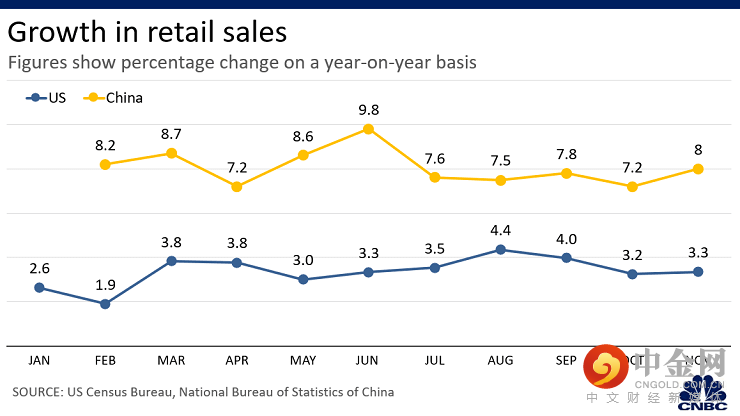 Growth in retail sales
Figures show percentage change on a year-on-year basis
US China
9.8
8.2 8.7 7.2 8.6 7.6 7.5 7.8 7.2 8
2.6 1.9 3.8 3.8 3.0 3.3 3.5 4.4 4.0 3.2 3.3
JAN FEB MAR APR MAY JUN JUL AUG SEP OCT NOV
中金网
CNGOLD.COM.CN
中文财经新媒体
SOURCE: US Census Bureau, National Bureau of Statistics of China
CNBC